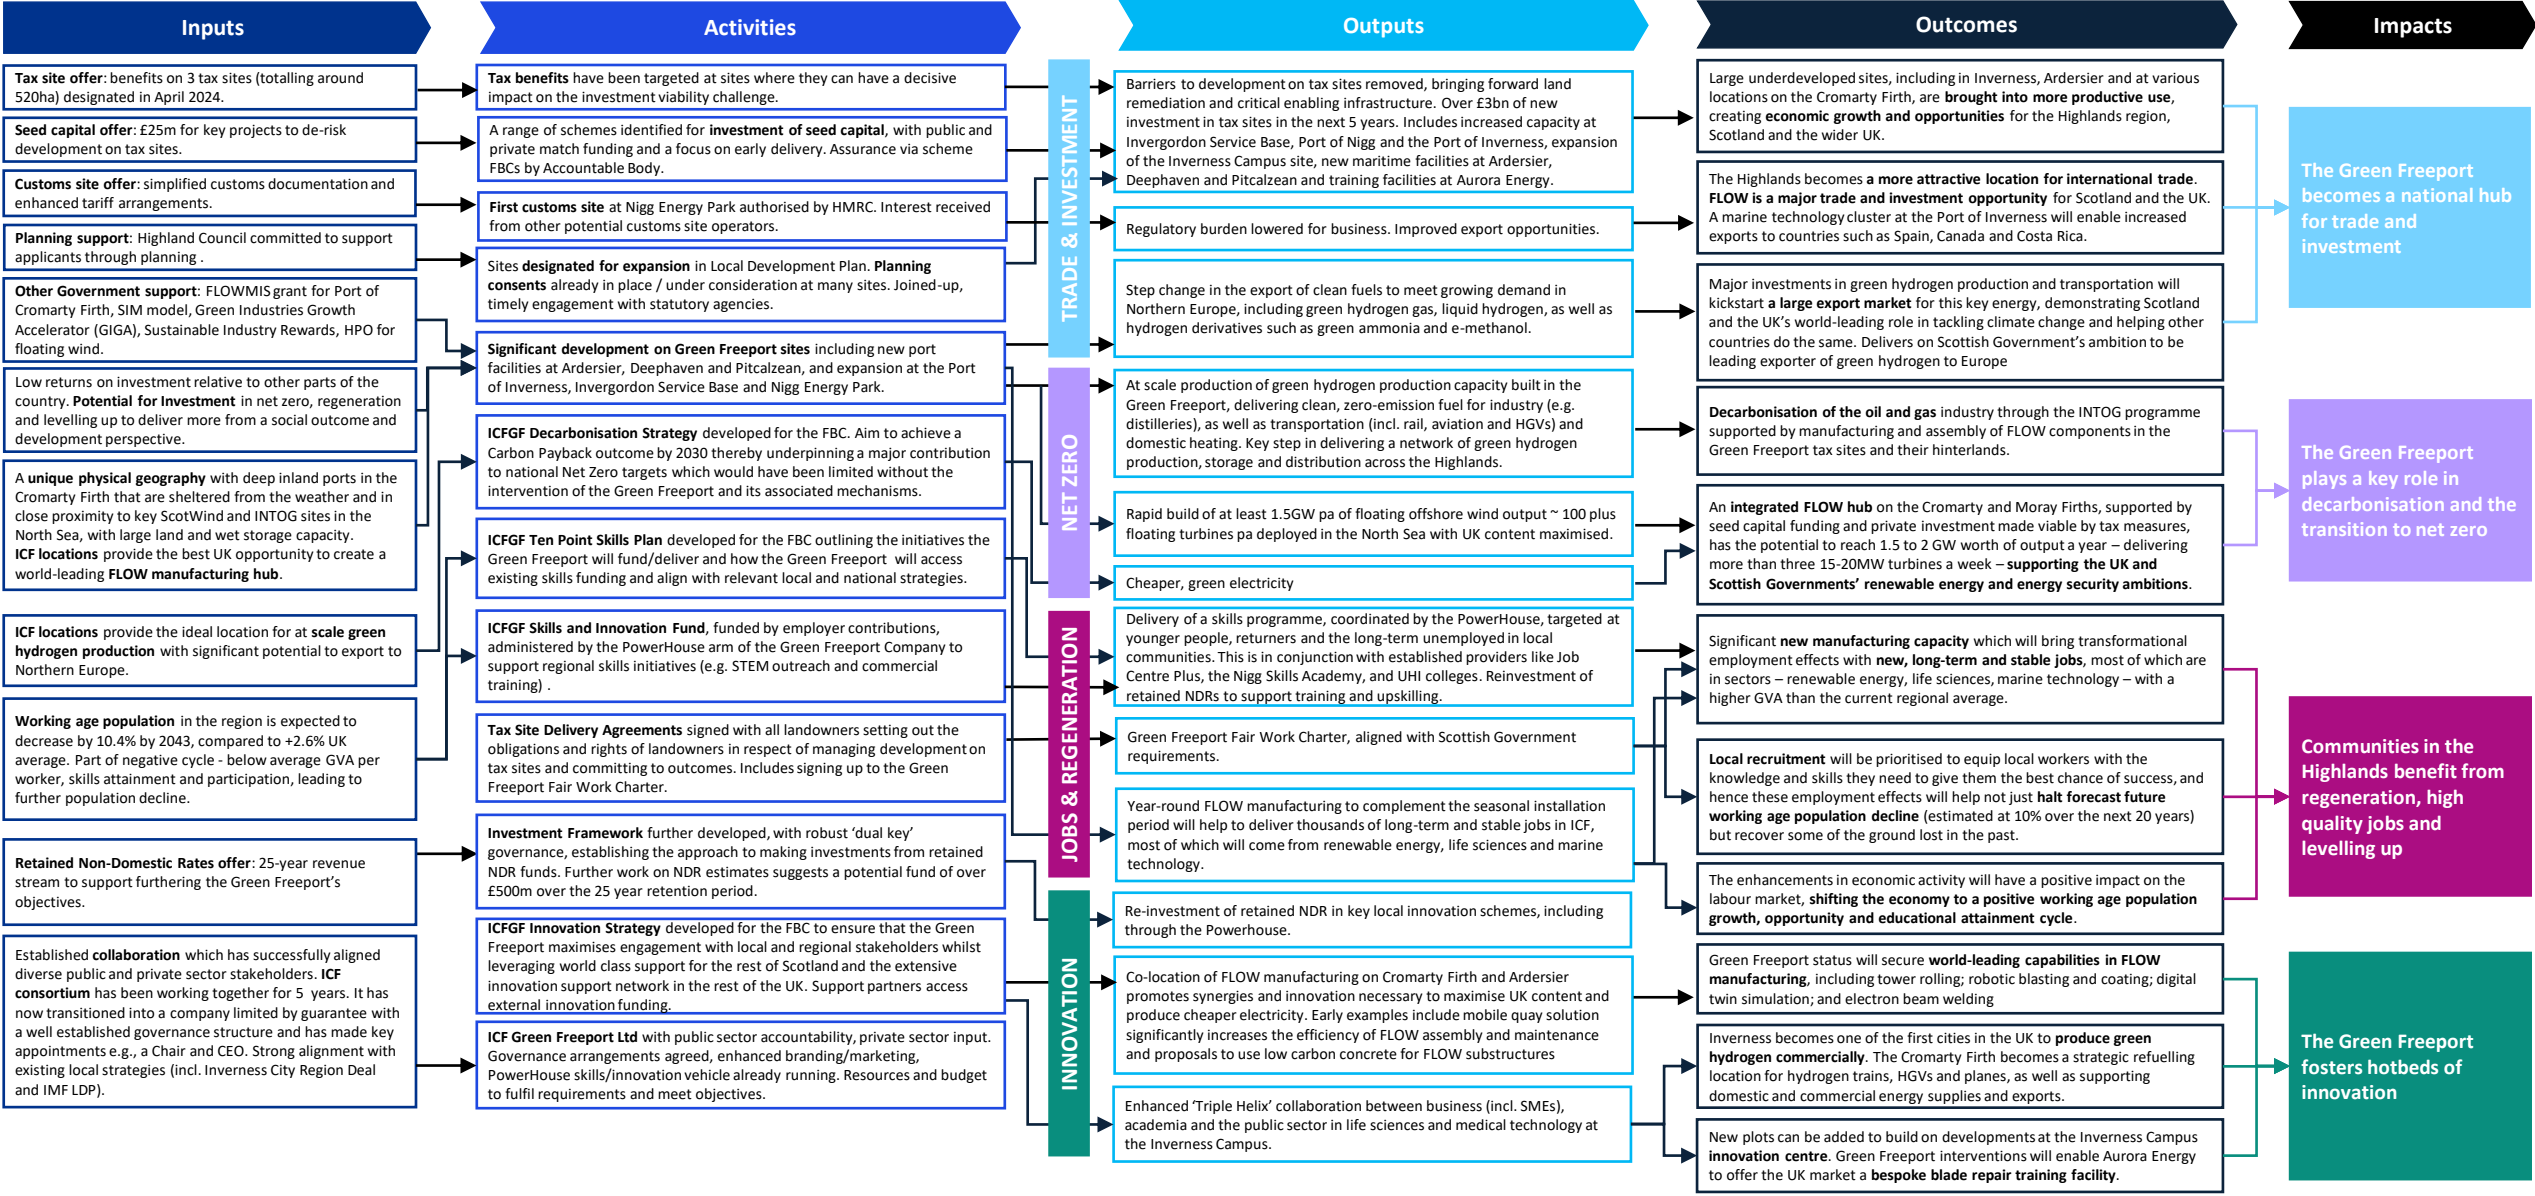 Inputs
Activities
Outputs
Outcomes
Impacts
Tax site offer: benefits on 3 tax sites (totalling around
520ha) designated in April 2024.
Seed capital offer: £25m for key projects to de-risk
development on tax sites.
Customs site offer: simplified customs documentation and
enhanced tariff arrangements.
Planning support: Highland Council committed to support
applicants through planning .
Other Government support: FLOWMIS grant for Port of
Cromarty Firth, SIM model, Green Industries Growth
Accelerator (GIGA), Sustainable Industry Rewards, HPO for
floating wind.
Low returns on investment relative to other parts of the
country. Potential for Investment in net zero, regeneration
and levelling up to deliver more from a social outcome and
development perspective.
A unique physical geography with deep inland ports in the
Cromarty Firth that are sheltered from the weather and in
close proximity to key ScotWind and INTOG sites in the
North Sea, with large land and wet storage capacity.
ICF locations provide the best UK opportunity to create a
world-leading FLOW manufacturing hub.
ICF locations provide the ideal location for at scale green
hydrogen production with significant potential to export to
Northern Europe.
Working age population in the region is expected to
decrease by 10.4% by 2043, compared to +2.6% UK
average. Part of negative cycle - below average GVA per
worker, skills attainment and participation, leading to
further population decline.
Retained Non-Domestic Rates offer: 25-year revenue
stream to support furthering the Green Freeport's
objectives.
Established collaboration which has successfully aligned
diverse public and private sector stakeholders. ICF
consortium has been working together for 5 years. It has
now transitioned into a company limited by guarantee with
a well established governance structure and has made key
appointments e.g., a Chair and CEO. Strong alignment with
existing local strategies (incl. Inverness City Region Deal
and IMF LDP).
Tax benefits have been targeted at sites where they can have a decisive
impact on the investment viability challenge.
A range of schemes identified for investment of seed capital, with public and
private match funding and a focus on early delivery. Assurance via scheme
FBCs by Accountable Body.
First customs site at Nigg Energy Park authorised by HMRC. Interest received
from other potential customs site operators.
Sites designated for expansion in Local Development Plan. Planning
consents already in place / under consideration at many sites. Joined-up,
timely engagement with statutory agencies.
Significant development on Green Freeport sites including new port
facilities at Ardersier, Deephaven and Pitcalzean, and expansion at the Port
of Inverness, Invergordon Service Base and Nigg Energy Park.
ICFGF Decarbonisation Strategy developed for the FBC. Aim to achieve a
Carbon Payback outcome by 2030 thereby underpinning a major contribution
to national Net Zero targets which would have been limited without the
intervention of the Green Freeport and its associated mechanisms.
ICFGF Ten Point Skills Plan developed for the FBC outlining the initiatives the
Green Freeport will fund/deliver and how the Green Freeport will access
existing skills funding and align with relevant local and national strategies.
ICFGF Skills and Innovation Fund, funded by employer contributions,
administered by the PowerHouse arm of the Green Freeport Company to
support regional skills initiatives (e.g. STEM outreach and commercial
training) .
Tax Site Delivery Agreements signed with all landowners setting out the
obligations and rights of landowners in respect of managing development on
tax sites and committing to outcomes. Includes signing up to the Green
Freeport Fair Work Charter.
Investment Framework further developed, with robust 'dual key'
governance, establishing the approach to making investments from retained
NDR funds. Further work on NDR estimates suggests a potential fund of over
£500m over the 25 year retention period.
ICFGF Innovation Strategy developed for the FBC to ensure that the Green
Freeport maximises engagement with local and regional stakeholders whilst
leveraging world class support for the rest of Scotland and the extensive
innovation support network in the rest of the UK. Support partners access
external innovation funding.
ICF Green Freeport Ltd with public sector accountability, private sector input.
Governance arrangements agreed, enhanced branding/marketing,
PowerHouse skills/innovation vehicle already running. Resources and budget
to fulfil requirements and meet objectives.
TRADE & INVESTMENT
NET ZERO
JOBS & REGENERATION
INNOVATION
Barriers to development on tax sites removed, bringing forward land
remediation and critical enabling infrastructure. Over £3bn of new
investment in tax sites in the next 5 years. Includes increased capacity at
Invergordon Service Base, Port of Nigg and the Port of Inverness, expansion
of the Inverness Campus site, new maritime facilities at Ardersier,
Deephaven and Pitcalzean and training facilities at Aurora Energy.
Regulatory burden lowered for business. Improved export opportunities.
Step change in the export of clean fuels to meet growing demand in
Northern Europe, including green hydrogen gas, liquid hydrogen, as well as
hydrogen derivatives such as green ammonia and e-methanol.
At scale production of green hydrogen production capacity built in the
Green Freeport, delivering clean, zero-emission fuel for industry (e.g.
distilleries), as well as transportation (incl. rail, aviation and HGVs) and
domestic heating. Key step in delivering a network of green hydrogen
production, storage and distribution across the Highlands.
Rapid build of at least 1.5GW pa of floating offshore wind output ~ 100 plus
floating turbines pa deployed in the North Sea with UK content maximised.
Cheaper, green electricity
Delivery of a skills programme, coordinated by the PowerHouse, targeted at
younger people, returners and the long-term unemployed in local
communities. This is in conjunction with established providers like Job
Centre Plus, the Nigg Skills Academy, and UHI colleges. Reinvestment of
retained NDRs to support training and upskilling.
Green Freeport Fair Work Charter, aligned with Scottish Government
requirements.
Year-round FLOW manufacturing to complement the seasonal installation
period will help to deliver thousands of long-term and stable jobs in ICF,
most of which will come from renewable energy, life sciences and marine
technology.
Re-investment of retained NDR in key local innovation schemes, including
through the Powerhouse.
Co-location of FLOW manufacturing on Cromarty Firth and Ardersier
promotes synergies and innovation necessary to maximise UK content and
produce cheaper electricity. Early examples include mobile quay solution
significantly increases the efficiency of FLOW assembly and maintenance
and proposals to use low carbon concrete for FLOW substructures
Enhanced 'Triple Helix' collaboration between business (incl. SMEs),
academia and the public sector in life sciences and medical technology at
the Inverness Campus.
Large underdeveloped sites, including in Inverness, Ardersier and at various
locations on the Cromarty Firth, are brought into more productive use,
creating economic growth and opportunities for the Highlands region,
Scotland and the wider UK.
The Highlands becomes a more attractive location for international trade.
FLOW is a major trade and investment opportunity for Scotland and the UK.
A marine technology cluster at the Port of Inverness will enable increased
exports to countries such as Spain, Canada and Costa Rica.
Major investments in green hydrogen production and transportation will
kickstart a large export market for this key energy, demonstrating Scotland
and the UK's world-leading role in tackling climate change and helping other
countries do the same. Delivers on Scottish Government's ambition to be
leading exporter of green hydrogen to Europe
Decarbonisation of the oil and gas industry through the INTOG programme
supported by manufacturing and assembly of FLOW components in the
Green Freeport tax sites and their hinterlands.
An integrated FLOW hub on the Cromarty and Moray Firths, supported by
seed capital funding and private investment made viable by tax measures,
has the potential to reach 1.5 to 2 GW worth of output a year – delivering
more than three 15-20MW turbines a week – supporting the UK and
Scottish Governments' renewable energy and energy security ambitions.
Significant new manufacturing capacity which will bring transformational
employment effects with new, long-term and stable jobs, most of which are
in sectors – renewable energy, life sciences, marine technology – with a
higher GVA than the current regional average.
Local recruitment will be prioritised to equip local workers with the
knowledge and skills they need to give them the best chance of success, and
hence these employment effects will help not just halt forecast future
working age population decline (estimated at 10% over the next 20 years)
but recover some of the ground lost in the past.
The enhancements in economic activity will have a positive impact on the
labour market, shifting the economy to a positive working age population
growth, opportunity and educational attainment cycle.
Green Freeport status will secure world-leading capabilities in FLOW
manufacturing, including tower rolling; robotic blasting and coating; digital
twin simulation; and electron beam welding
Inverness becomes one of the first cities in the UK to produce green
hydrogen commercially. The Cromarty Firth becomes a strategic refuelling
location for hydrogen trains, HGVs and planes, as well as supporting
domestic and commercial energy supplies and exports.
New plots can be added to build on developments at the Inverness Campus
innovation centre. Green Freeport interventions will enable Aurora Energy
to offer the UK market a bespoke blade repair training facility.
The Green Freeport
becomes a national hub
for trade and
investment
The Green Freeport
plays a key role in
decarbonisation and the
transition to net zero
Communities in the
Highlands benefit from
regeneration, high
quality jobs and
levelling up
The Green Freeport
fosters hotbeds of
innovation